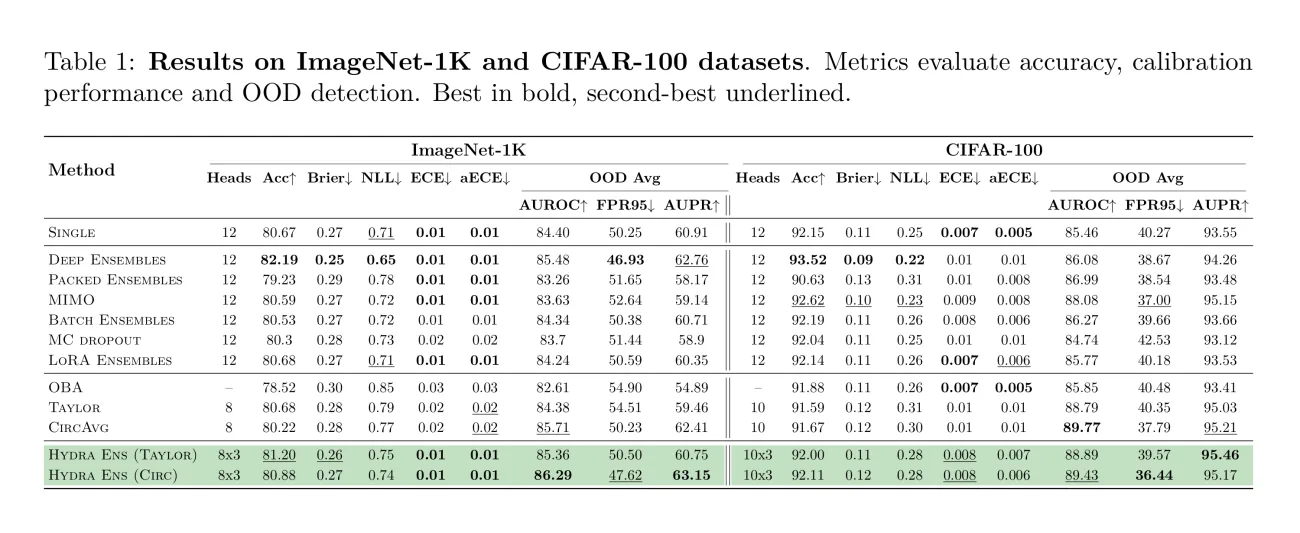 Table 1: Results on ImageNet-1K and CIFAR-100 datasets. Metrics evaluate accuracy, calibration
performance and OOD detection. Best in bold, second-best underlined.
Method ImageNet-1K CIFAR-100
Heads Acc↑ Brier↓ NLL↓ ECE↓ aECE↓ OOD Avg Heads Acc↑ Brier↓ NLL↓ ECE↓ aECE↓ OOD Avg
AUROC↑ FPR95↓ AUPR↑ AUROC↑ FPR95↓ AUPR↑
Single 12 80.67 0.27 0.71 0.01 0.01 84.40 50.25 60.91 12 92.15 0.11 0.25 0.007 0.005 85.46 40.27 93.55
Deep Ensembles 12 82.19 0.25 0.65 0.01 0.01 85.48 46.93 62.76 12 93.52 0.09 0.22 0.01 0.01 86.08 38.67 94.26
Packed Ensembles 12 79.23 0.29 0.78 0.01 0.01 83.26 51.65 58.17 12 90.63 0.13 0.31 0.01 0.008 86.99 38.54 93.48
MIMO 12 80.59 0.27 0.72 0.01 0.01 83.63 52.64 59.14 12 92.62 0.10 0.23 0.009 0.008 88.08 37.00 95.15
Batch Ensembles 12 80.53 0.27 0.72 0.01 0.01 84.34 50.38 60.71 12 92.19 0.11 0.26 0.008 0.006 86.27 39.66 93.66
MC dropout 12 80.3 0.28 0.73 0.02 0.02 83.7 51.44 58.9 12 92.04 0.11 0.25 0.01 0.01 84.74 42.53 93.12
LoRA Ensembles 12 80.68 0.27 0.71 0.01 0.01 84.24 50.59 60.35 12 92.14 0.11 0.26 0.007 0.006 85.77 40.18 93.53
OBA – 78.52 0.30 0.85 0.03 0.03 82.61 54.90 54.89 – 91.88 0.11 0.26 0.007 0.005 85.85 40.48 93.41
Taylor 8 80.68 0.28 0.79 0.02 0.02 84.38 54.51 59.46 10 91.59 0.12 0.31 0.01 0.01 88.79 40.35 95.03
CircAvg 8 80.22 0.28 0.77 0.02 0.02 85.71 50.23 62.41 10 91.67 0.12 0.30 0.01 0.01 89.77 37.79 95.21
Hydra Ens (Taylor) 8x3 81.20 0.26 0.75 0.01 0.01 85.36 50.50 60.75 10x3 92.00 0.11 0.28 0.008 0.007 88.89 39.57 95.46
Hydra Ens (Circ) 8x3 80.88 0.27 0.74 0.01 0.01 86.29 47.62 63.15 10x3 92.11 0.12 0.28 0.008 0.006 89.43 36.44 95.17